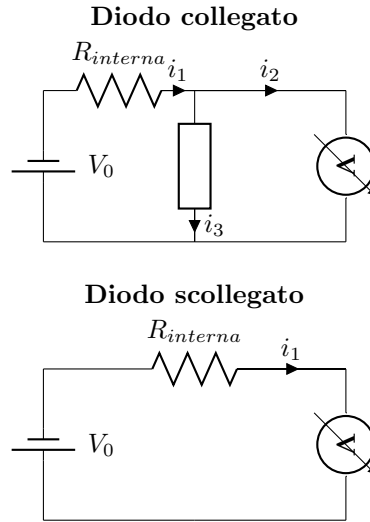 Diodo collegato
R_interna
i_1
i_2
V_0
i_3
Diodo scollegato
R_interna
i_1
V_0